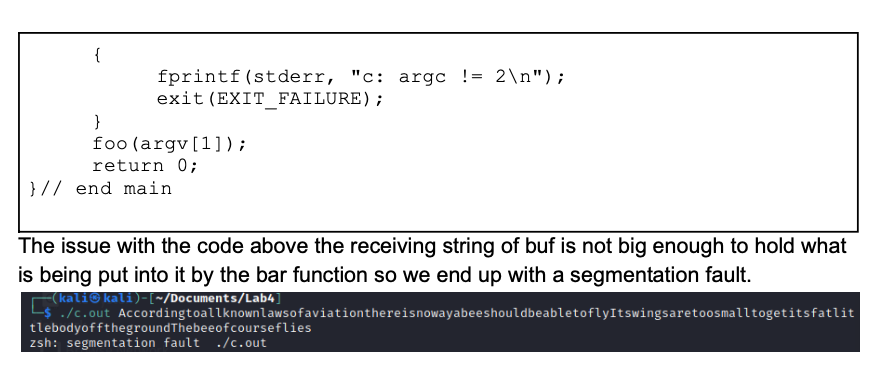 {
fprintf(stderr, "c: argc != 2\n");
exit(EXIT_FAILURE);
}
foo(argv[1]);
return 0;
}// end main
The issue with the code above the receiving string of buf is not big enough to hold what
is being put into it by the bar function so we end up with a segmentation fault.
┌──(kali㉿kali)-[~/Documents/Lab4]
└─$ ./c.out AccordingtoallknownlawsofaviationthereisnowayabeeshouldbeabletoflyItswingsaretoosmalltogetitsfatlit
tlebodyoffthegroundThebeeofcourseflies
zsh: segmentation fault  ./c.out